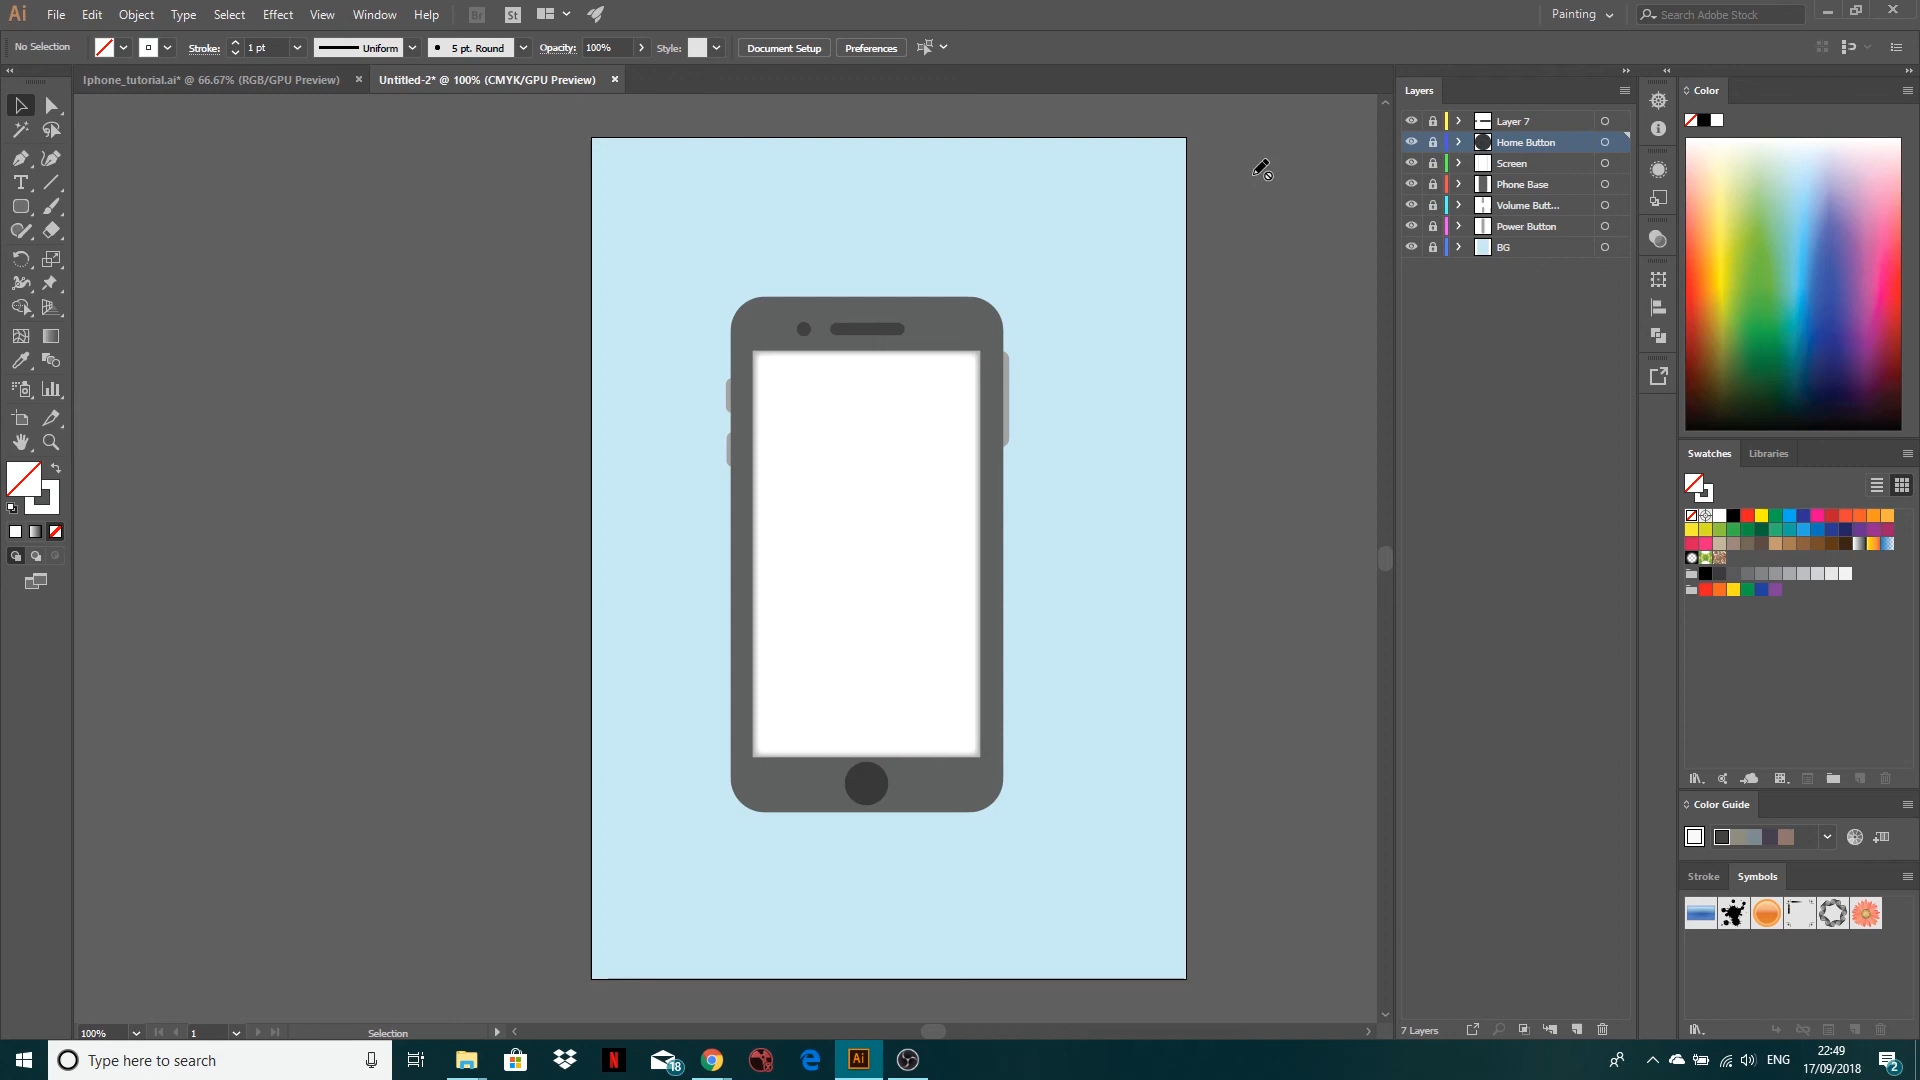 Ai File Edit Object Type Select Effect View Window Help Br St Painting Search Adobe Stock
No Selection Stroke: 1 pt Uniform 5 pt. Round Opacity: 100% Style: Document Setup Preferences
Iphone_tutorial.ai* @ 66.67% (RGB/GPU Preview) Untitled-2* @ 100% (CMYK/GPU Preview)
Layers
Layer 7
Home Button
Screen
Phone Base
Volume Butt...
Power Button
BG
Color
Swatches Libraries
Color Guide
Stroke Symbols
100% 1 Selection
7 Layers
Type here to search
N
18
Ai
ENG
22:49
17/09/2018
2